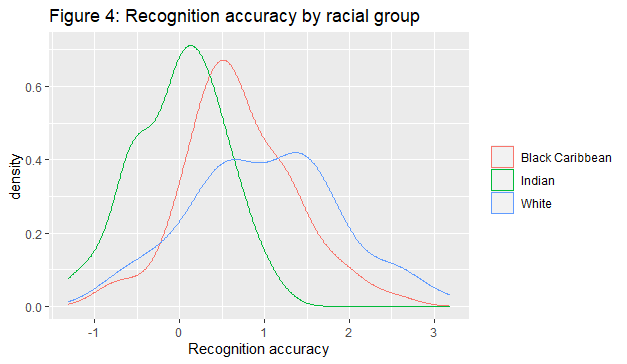 Figure 4: Recognition accuracy by racial group
density
0.6
0.4
0.2
0.0
-1
0
1
2
3
Recognition accuracy
Black Caribbean
Indian
White